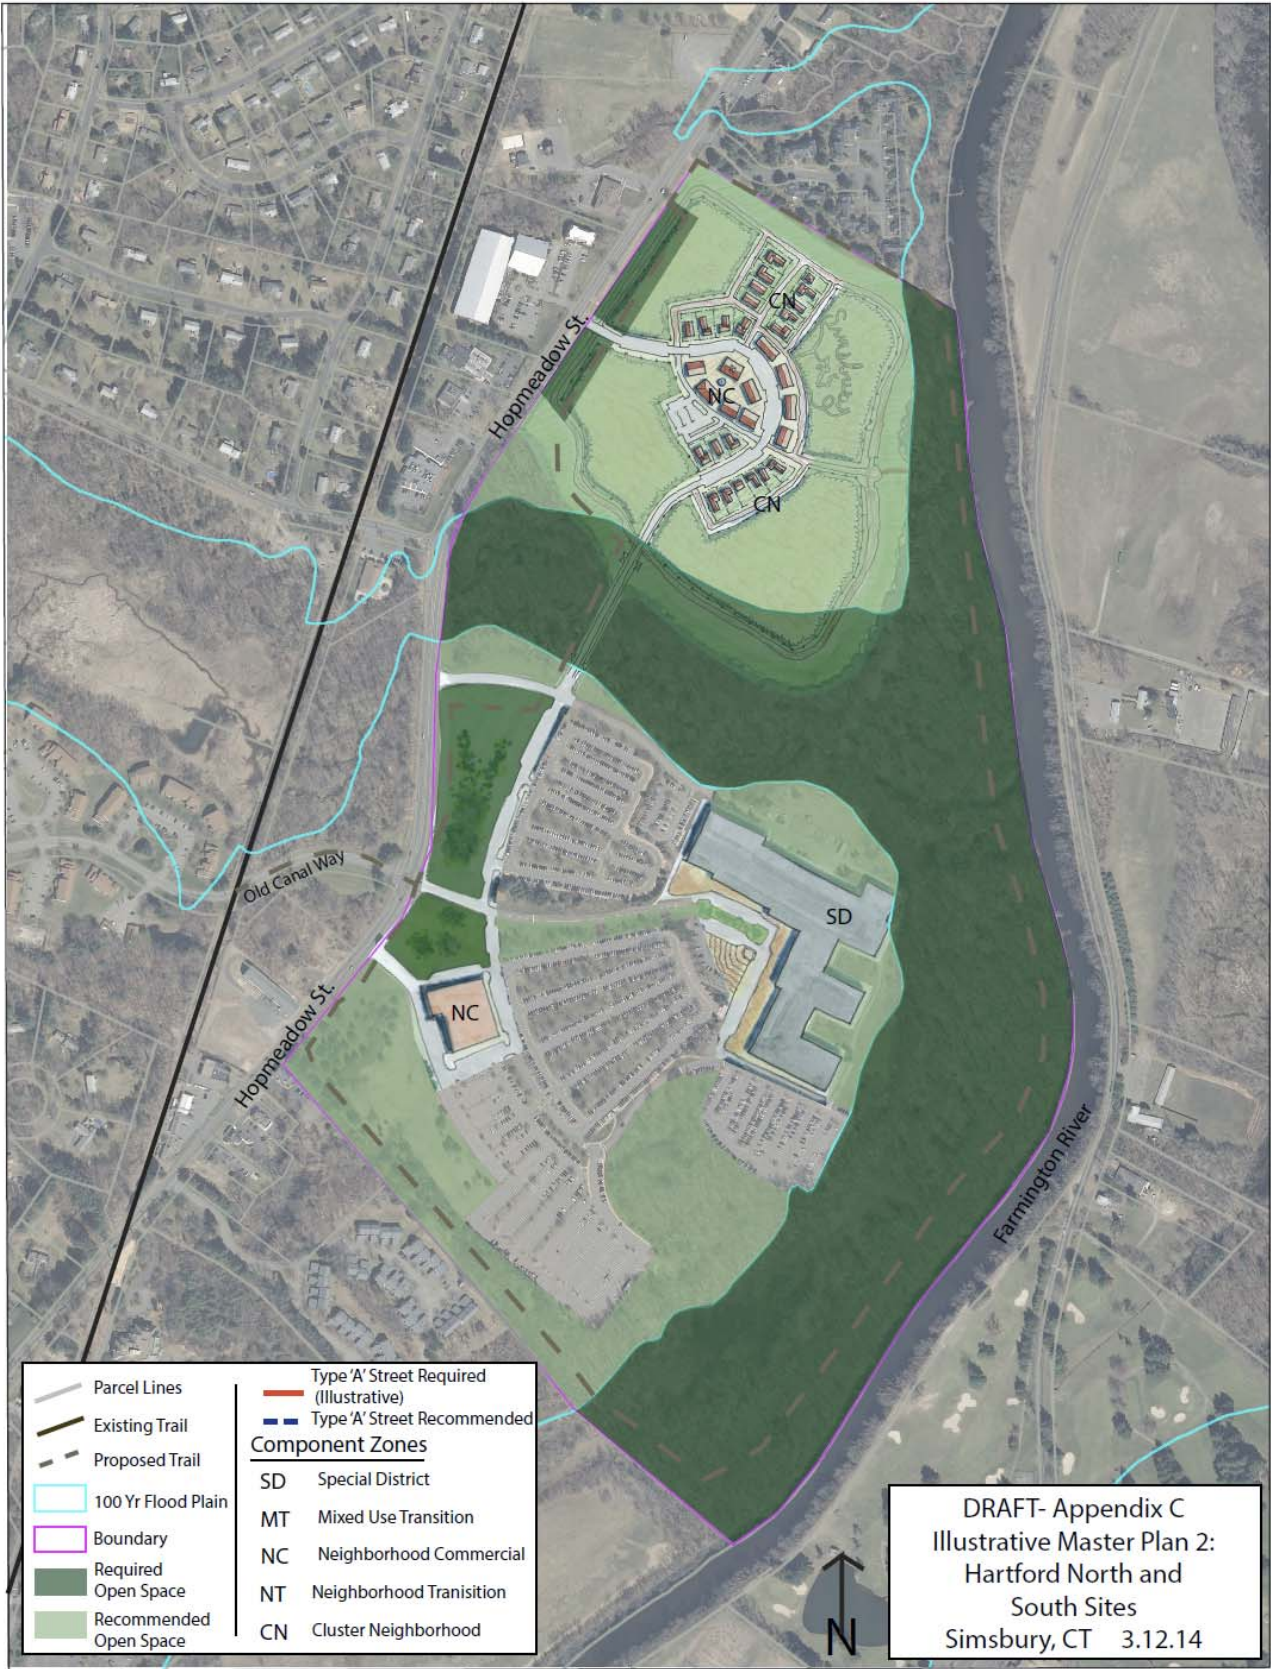 CN
NC
CN
Hopmeadow St.
Old Canal Way
SD
NC
Hopmeadow St.
Farmington River
Parcel Lines
Existing Trail
Proposed Trail
100 Yr Flood Plain
Boundary
Required
Open Space
Recommended
Open Space
Type 'A' Street Required
(Illustrative)
Type 'A' Street Recommended
Component Zones
SD Special District
MT Mixed Use Transition
NC Neighborhood Commercial
NT Neighborhood Transition
CN Cluster Neighborhood
N
DRAFT- Appendix C
Illustrative Master Plan 2:
Hartford North and
South Sites
Simsbury, CT 3.12.14